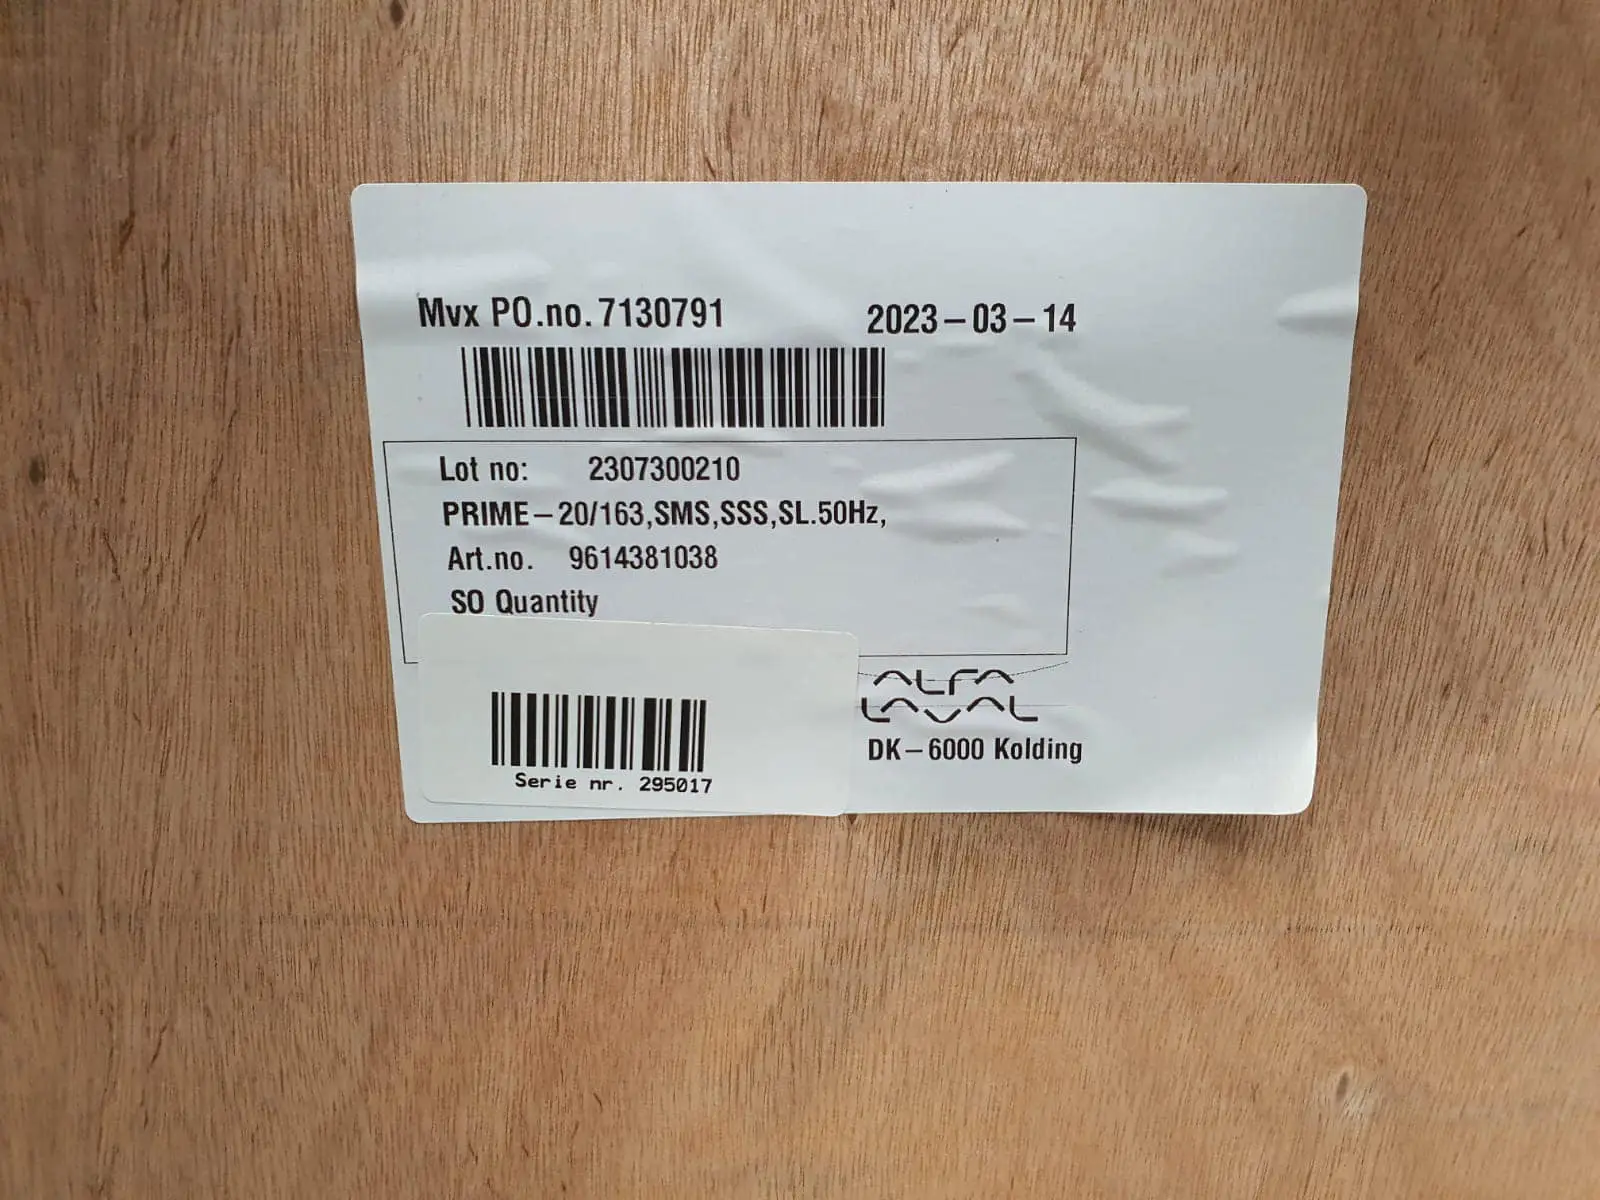 Mvx PO.no. 7130791 2023-03-14
Lot no: 2307300210
PRIME-20/163,SMS,SSS,SL.50Hz,
Art.no. 9614381038
SO Quantity
ALFA
LAVAL
DK-6000 Kolding
Serie nr. 295017